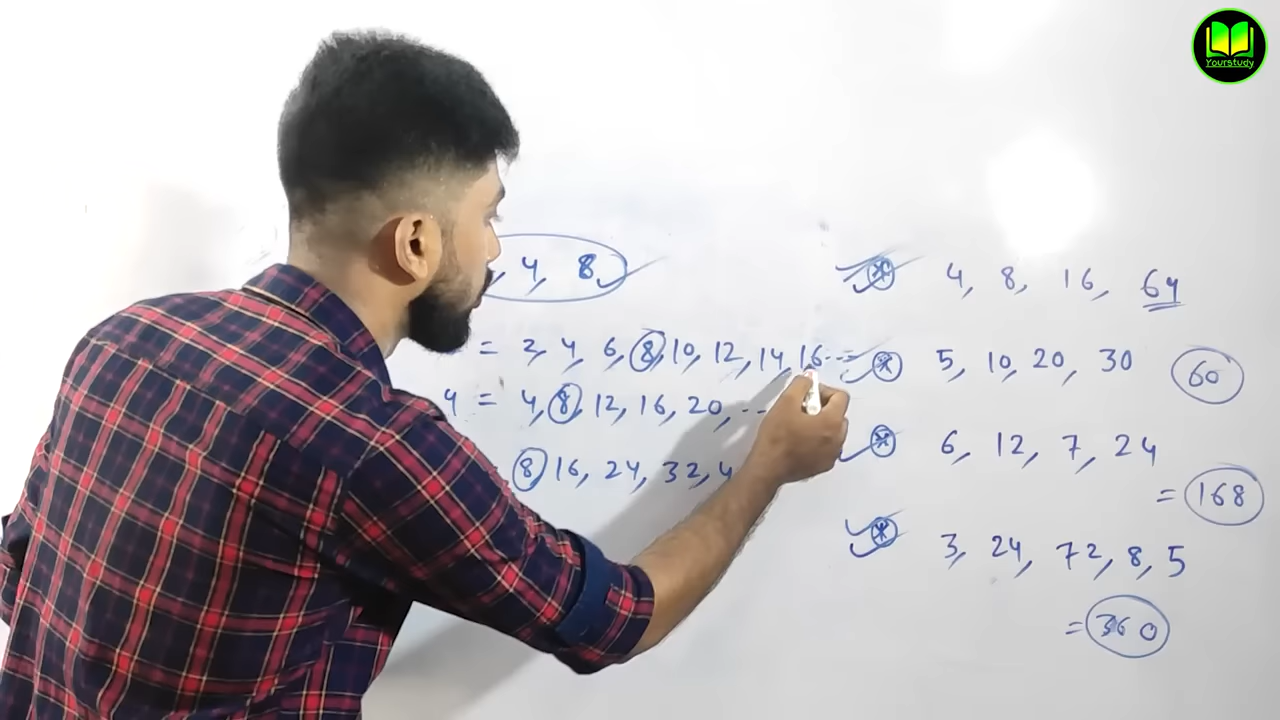 Yourstudy
, 4, 8,
= 2, 4, 6, 8, 10, 12, 14, 16 ...
4 = 4, 8, 12, 16, 20, ...
8 16, 24, 32, 4
* 4, 8, 16, 64
* 5, 10, 20, 30 60
* 6, 12, 7, 24
= 168
* 3, 24, 72, 8, 5
= 360